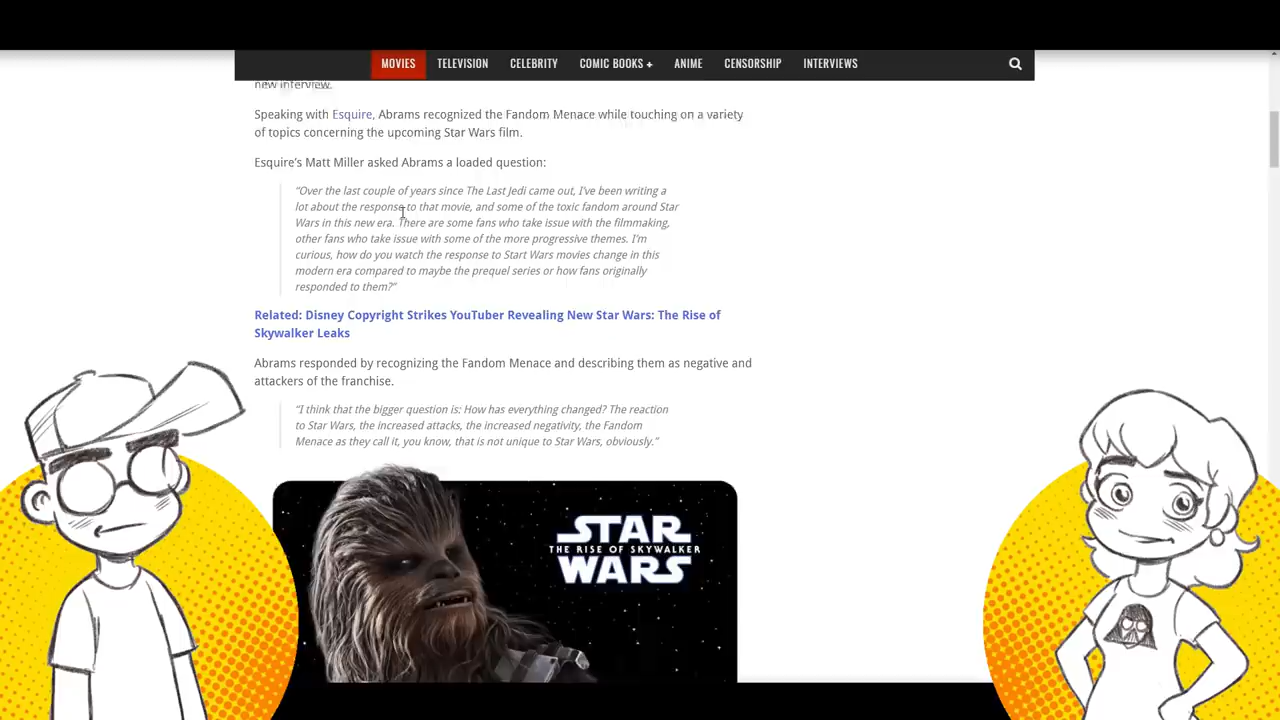 MOVIES TELEVISION CELEBRITY COMIC BOOKS + ANIME CENSORSHIP INTERVIEWS
new interview.
Speaking with Esquire, Abrams recognized the Fandom Menace while touching on a variety
of topics concerning the upcoming Star Wars film.
Esquire’s Matt Miller asked Abrams a loaded question:
“Over the last couple of years since The Last Jedi came out, I’ve been writing a
lot about the response to that movie, and some of the toxic fandom around Star
Wars in this new era. There are some fans who take issue with the filmmaking,
other fans who take issue with some of the more progressive themes. I’m
curious, how do you watch the response to Start Wars movies change in this
modern era compared to maybe the prequel series or how fans originally
responded to them?”
Related: Disney Copyright Strikes YouTuber Revealing New Star Wars: The Rise of
Skywalker Leaks
Abrams responded by recognizing the Fandom Menace and describing them as negative and
attackers of the franchise.
“I think that the bigger question is: How has everything changed? The reaction
to Star Wars, the increased attacks, the increased negativity, the Fandom
Menace as they call it, you know, that is not unique to Star Wars, obviously.”
STAR
THE RISE OF SKYWALKER
WARS